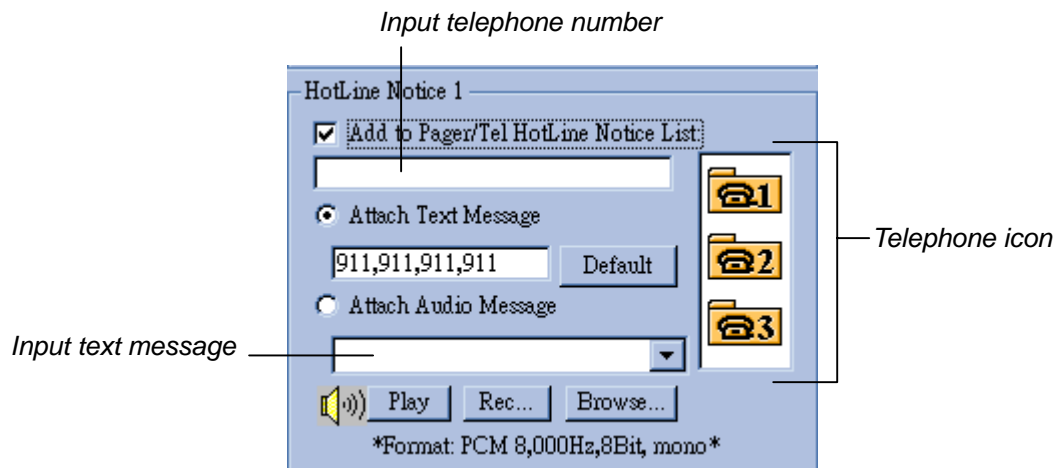 Input telephone number
HotLine Notice 1
Add to Pager/Tel HotLine Notice List:
Attach Text Message
911,911,911,911
Default
Attach Audio Message
Play
Rec...
Browse...
*Format: PCM 8,000Hz,8Bit, mono*
1
2
3
Telephone icon
Input text message